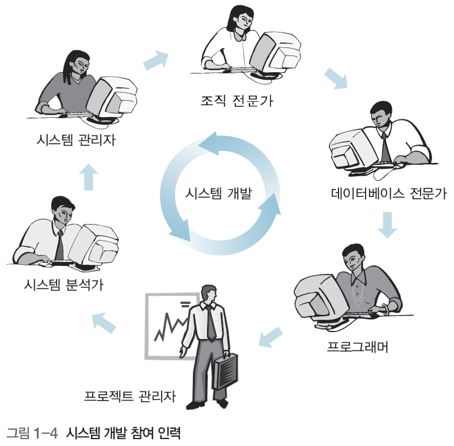 조직 전문가
시스템 관리자
시스템 개발
데이터베이스 전문가
시스템 분석가
프로그래머
프로젝트 관리자
그림 1-4 시스템 개발 참여 인력